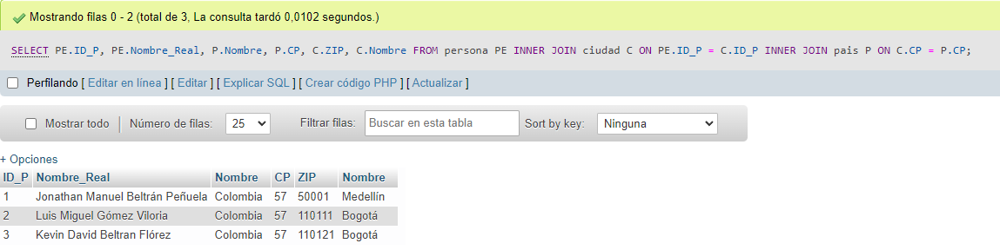 Mostrando filas 0 - 2 (total de 3, La consulta tardó 0,0102 segundos.)
SELECT PE.ID_P, PE.Nombre_Real, P.Nombre, P.CP, C.ZIP, C.Nombre FROM persona PE INNER JOIN ciudad C ON PE.ID_P = C.ID_P INNER JOIN pais P ON C.CP = P.CP;
Perfilando [ Editar en línea ] [ Editar ] [ Explicar SQL ] [ Crear código PHP ] [ Actualizar ]
Mostrar todo Número de filas: 25 Filtrar filas: Buscar en esta tabla Sort by key: Ninguna
+ Opciones
ID_P Nombre_Real Nombre CP ZIP Nombre
1 Jonathan Manuel Beltrán Peñuela Colombia 57 50001 Medellín
2 Luis Miguel Gómez Viloria Colombia 57 110111 Bogotá
3 Kevin David Beltran Flórez Colombia 57 110121 Bogotá